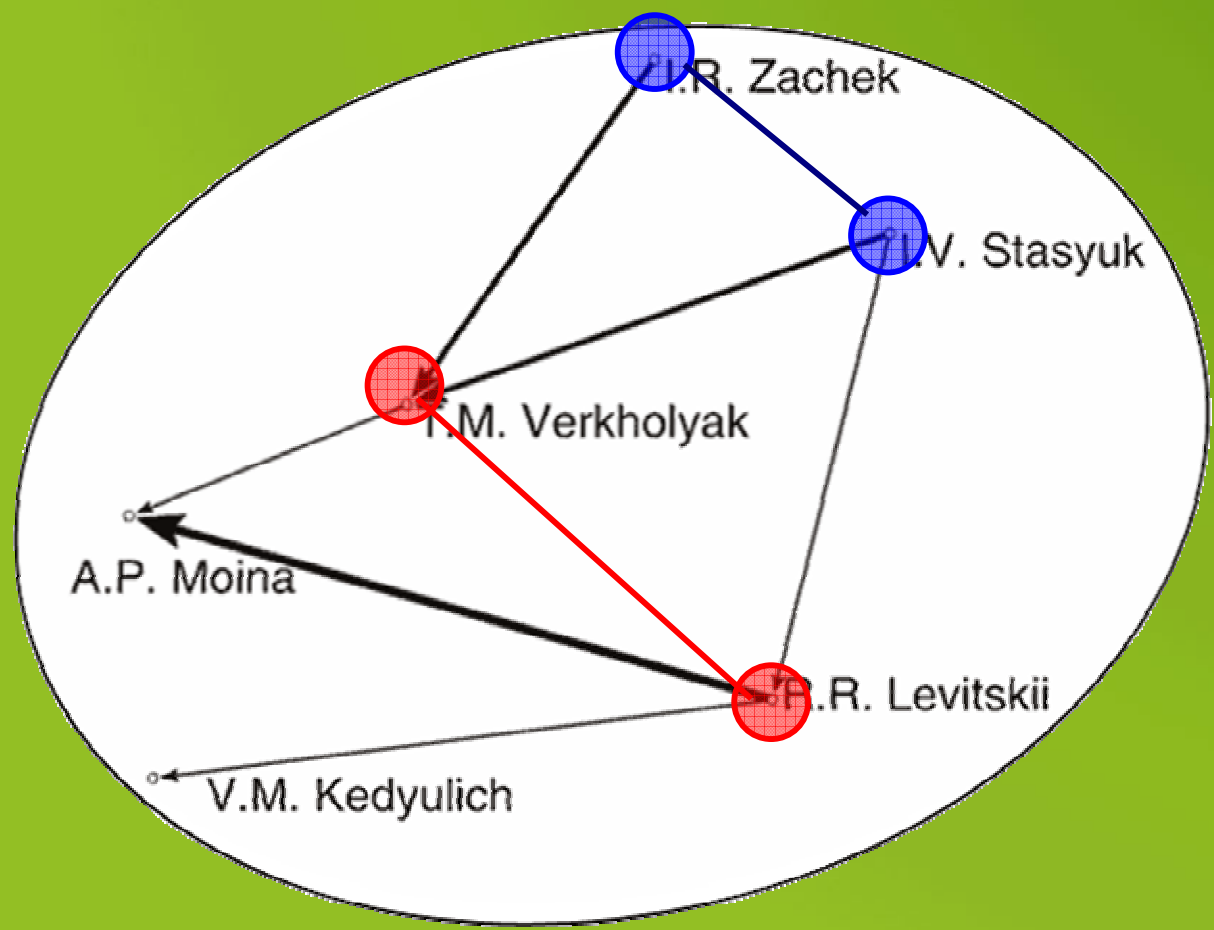 I.R. Zachek
I.V. Stasyuk
T.M. Verkholyak
A.P. Moina
R.R. Levitskii
V.M. Kedyulich